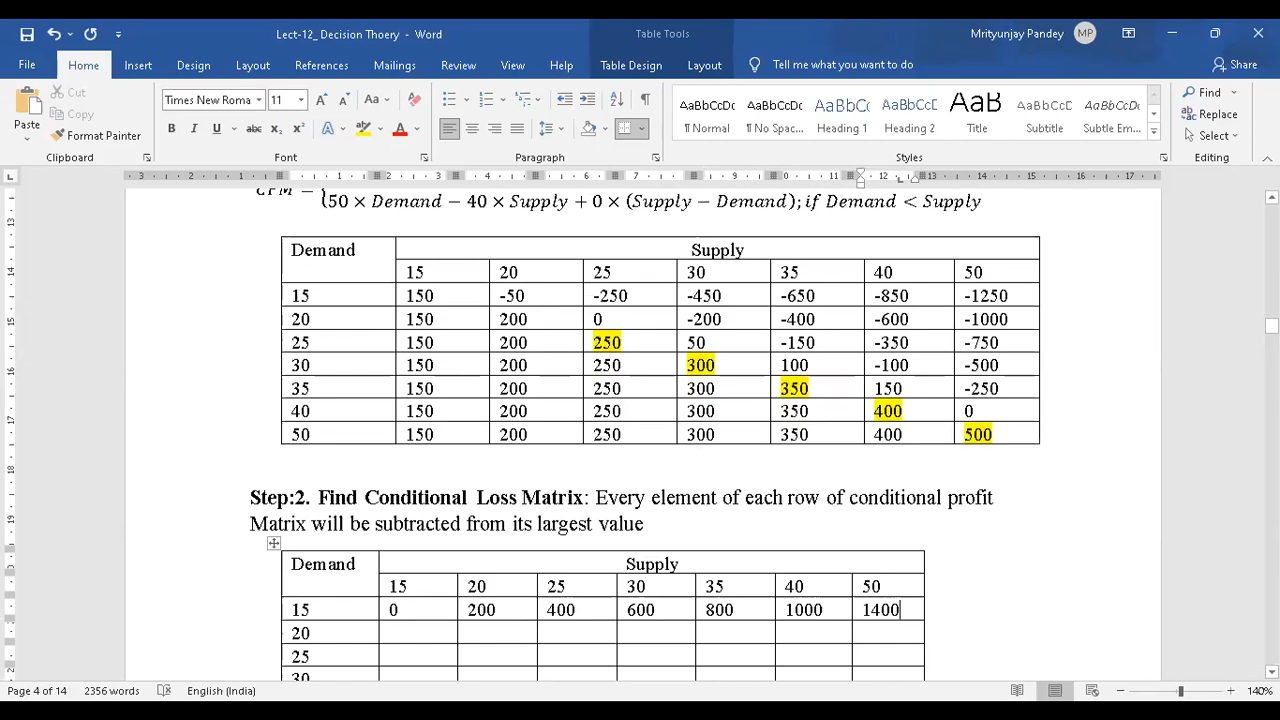 Lect-12_ Decision Thoery - Word
Table Tools
Mrityunjay Pandey MP
File Home Insert Design Layout References Mailings Review View Help Table Design Layout Tell me what you want to do Share
Paste
Cut
Copy
Format Painter
Times New Roma 11
AaBbCcDc AaBbCcDc AaBbCcD AaBbCcDc AaB AaBbCcDc AaBbCcDc
¶ Normal ¶ No Spac... Heading 1 Heading 2 Title Subtitle Subtle Em...
Find
Replace
Select
Clipboard Font Paragraph Styles Editing
50 × Demand − 40 × Supply + 0 × (Supply − Demand); if Demand < Supply
Demand Supply
15 20 25 30 35 40 50
15 150 -50 -250 -450 -650 -850 -1250
20 150 200 0 -200 -400 -600 -1000
25 150 200 250 50 -150 -350 -750
30 150 200 250 300 100 -100 -500
35 150 200 250 300 350 150 -250
40 150 200 250 300 350 400 0
50 150 200 250 300 350 400 500
Step:2. Find Conditional Loss Matrix: Every element of each row of conditional profit
Matrix will be subtracted from its largest value
Demand Supply
15 20 25 30 35 40 50
15 0 200 400 600 800 1000 1400
20
25
30
Page 4 of 14 2356 words English (India) 140%